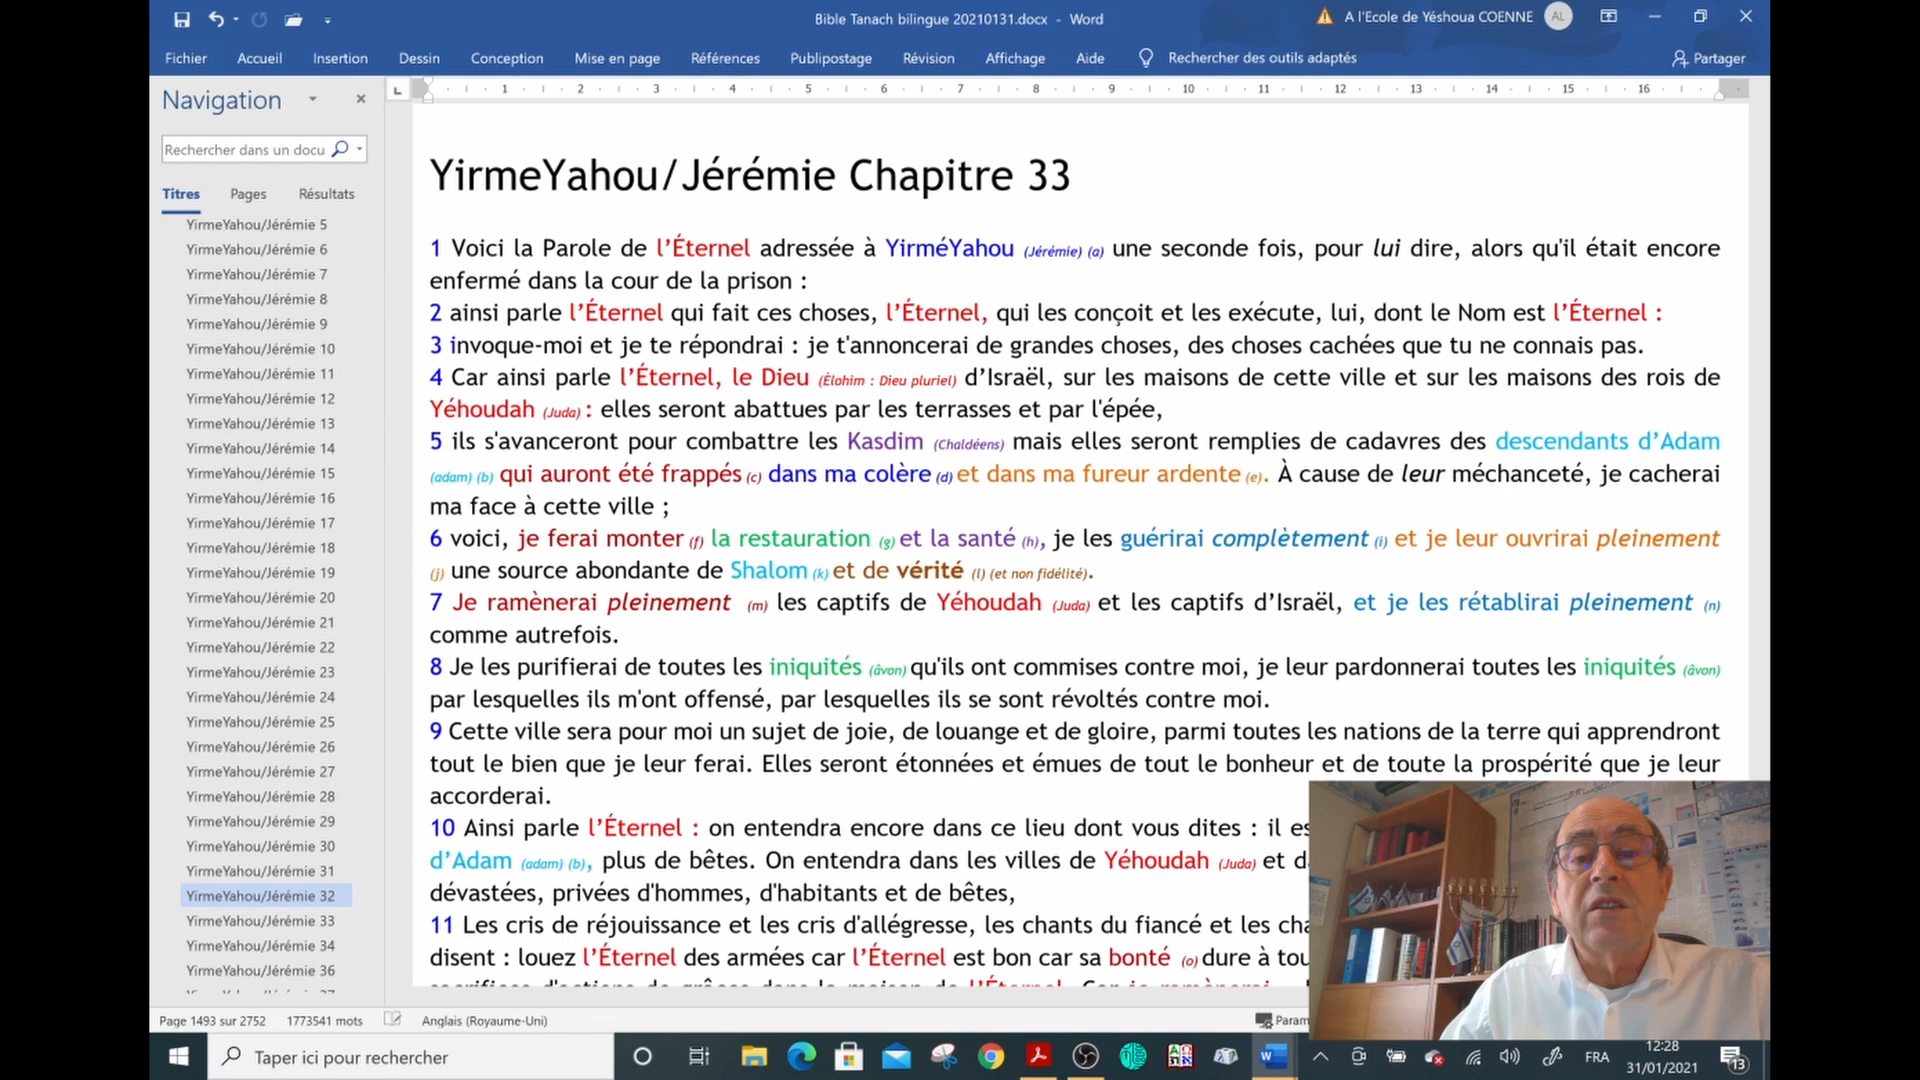 Bible Tanach bilingue 20210131.docx - Word
A l'Ecole de Yéshoua COENNE
AL
Fichier Accueil Insertion Dessin Conception Mise en page Références Publipostage Révision Affichage Aide Rechercher des outils adaptés Partager
Navigation
Rechercher dans un docu
Titres Pages Résultats
YirmeYahou/Jérémie 5
YirmeYahou/Jérémie 6
YirmeYahou/Jérémie 7
YirmeYahou/Jérémie 8
YirmeYahou/Jérémie 9
YirmeYahou/Jérémie 10
YirmeYahou/Jérémie 11
YirmeYahou/Jérémie 12
YirmeYahou/Jérémie 13
YirmeYahou/Jérémie 14
YirmeYahou/Jérémie 15
YirmeYahou/Jérémie 16
YirmeYahou/Jérémie 17
YirmeYahou/Jérémie 18
YirmeYahou/Jérémie 19
YirmeYahou/Jérémie 20
YirmeYahou/Jérémie 21
YirmeYahou/Jérémie 22
YirmeYahou/Jérémie 23
YirmeYahou/Jérémie 24
YirmeYahou/Jérémie 25
YirmeYahou/Jérémie 26
YirmeYahou/Jérémie 27
YirmeYahou/Jérémie 28
YirmeYahou/Jérémie 29
YirmeYahou/Jérémie 30
YirmeYahou/Jérémie 31
YirmeYahou/Jérémie 32
YirmeYahou/Jérémie 33
YirmeYahou/Jérémie 34
YirmeYahou/Jérémie 36
1 2 3 4 5 6 7 8 9 10 11 12 13 14 15 16
YirmeYahou/Jérémie Chapitre 33
1 Voici la Parole de l’Éternel adressée à YirméYahou (Jérémie) (a) une seconde fois, pour lui dire, alors qu'il était encore
enfermé dans la cour de la prison :
2 ainsi parle l’Éternel qui fait ces choses, l’Éternel, qui les conçoit et les exécute, lui, dont le Nom est l’Éternel :
3 invoque-moi et je te répondrai : je t'annoncerai de grandes choses, des choses cachées que tu ne connais pas.
4 Car ainsi parle l’Éternel, le Dieu (Élohim : Dieu pluriel) d’Israël, sur les maisons de cette ville et sur les maisons des rois de
Yéhoudah (Juda) : elles seront abattues par les terrasses et par l'épée,
5 ils s'avanceront pour combattre les Kasdim (Chaldéens) mais elles seront remplies de cadavres des descendants d’Adam
(adam) (b) qui auront été frappés (c) dans ma colère (d) et dans ma fureur ardente (e). À cause de leur méchanceté, je cacherai
ma face à cette ville ;
6 voici, je ferai monter (f) la restauration (g) et la santé (h), je les guérirai complètement (i) et je leur ouvrirai pleinement
(j) une source abondante de Shalom (k) et de vérité (l) (et non fidélité).
7 Je ramènerai pleinement (m) les captifs de Yéhoudah (Juda) et les captifs d’Israël, et je les rétablirai pleinement (n)
comme autrefois.
8 Je les purifierai de toutes les iniquités (âvon) qu'ils ont commises contre moi, je leur pardonnerai toutes les iniquités (âvon)
par lesquelles ils m'ont offensé, par lesquelles ils se sont révoltés contre moi.
9 Cette ville sera pour moi un sujet de joie, de louange et de gloire, parmi toutes les nations de la terre qui apprendront
tout le bien que je leur ferai. Elles seront étonnées et émues de tout le bonheur et de toute la prospérité que je leur
accorderai.
10 Ainsi parle l’Éternel : on entendra encore dans ce lieu dont vous dites : il es
d’Adam (adam) (b), plus de bêtes. On entendra dans les villes de Yéhoudah (Juda) et d
dévastées, privées d'hommes, d'habitants et de bêtes,
11 Les cris de réjouissance et les cris d'allégresse, les chants du fiancé et les cha
disent : louez l’Éternel des armées car l’Éternel est bon car sa bonté (o) dure à tou
Page 1493 sur 2752 1773541 mots Anglais (Royaume-Uni) Param
Taper ici pour rechercher
FRA
12:28
31/01/2021
13